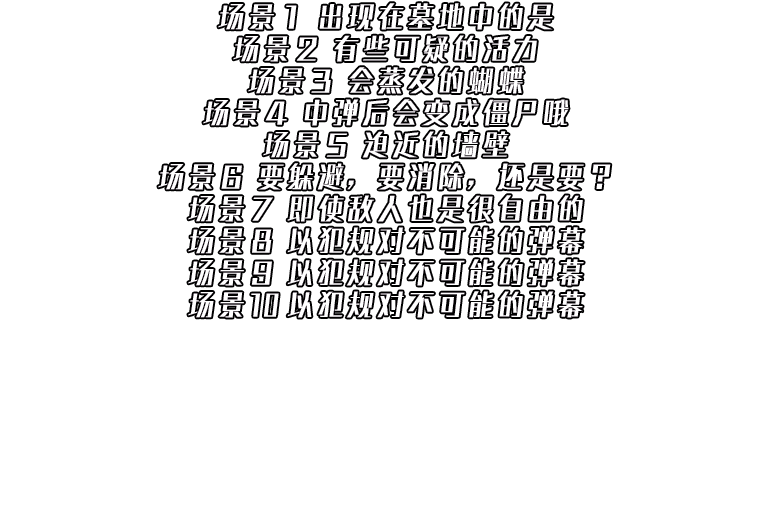 场景1 出现在墓地中的是
场景2 有些可疑的活力
场景3 会蒸发的蝴蝶
场景4 中弹后会变成僵尸哦
场景5 迫近的墙壁
场景6 要躲避，要消除，还是要？
场景7 即使敌人也是很自由的
场景8 以犯规对不可能的弹幕
场景9 以犯规对不可能的弹幕
场景10 以犯规对不可能的弹幕